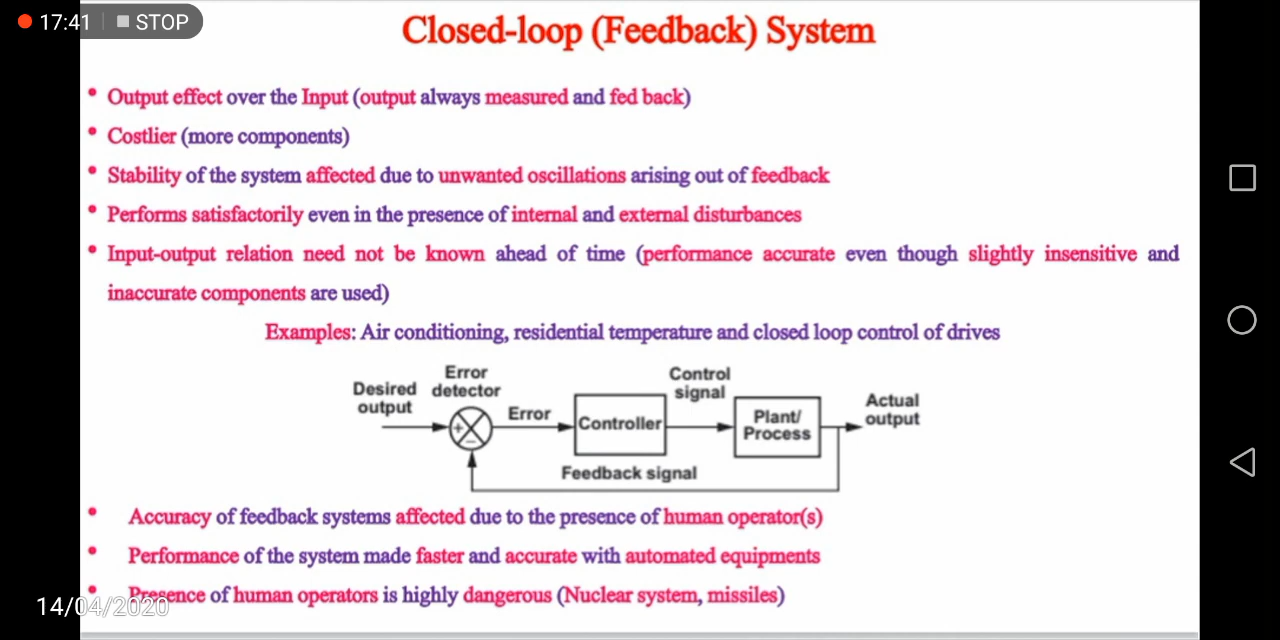 17:41 STOP
Closed-loop (Feedback) System
• Output effect over the Input (output always measured and fed back)
• Costlier (more components)
• Stability of the system affected due to unwanted oscillations arising out of feedback
• Performs satisfactorily even in the presence of internal and external disturbances
• Input-output relation need not be known ahead of time (performance accurate even though slightly insensitive and
inaccurate components are used)
Examples: Air conditioning, residential temperature and closed loop control of drives
Desired
output
Error
detector
+
−
Error
Controller
Control
signal
Plant/
Process
Actual
output
Feedback signal
• Accuracy of feedback systems affected due to the presence of human operator(s)
• Performance of the system made faster and accurate with automated equipments
• Presence of human operators is highly dangerous (Nuclear system, missiles)
14/04/2020